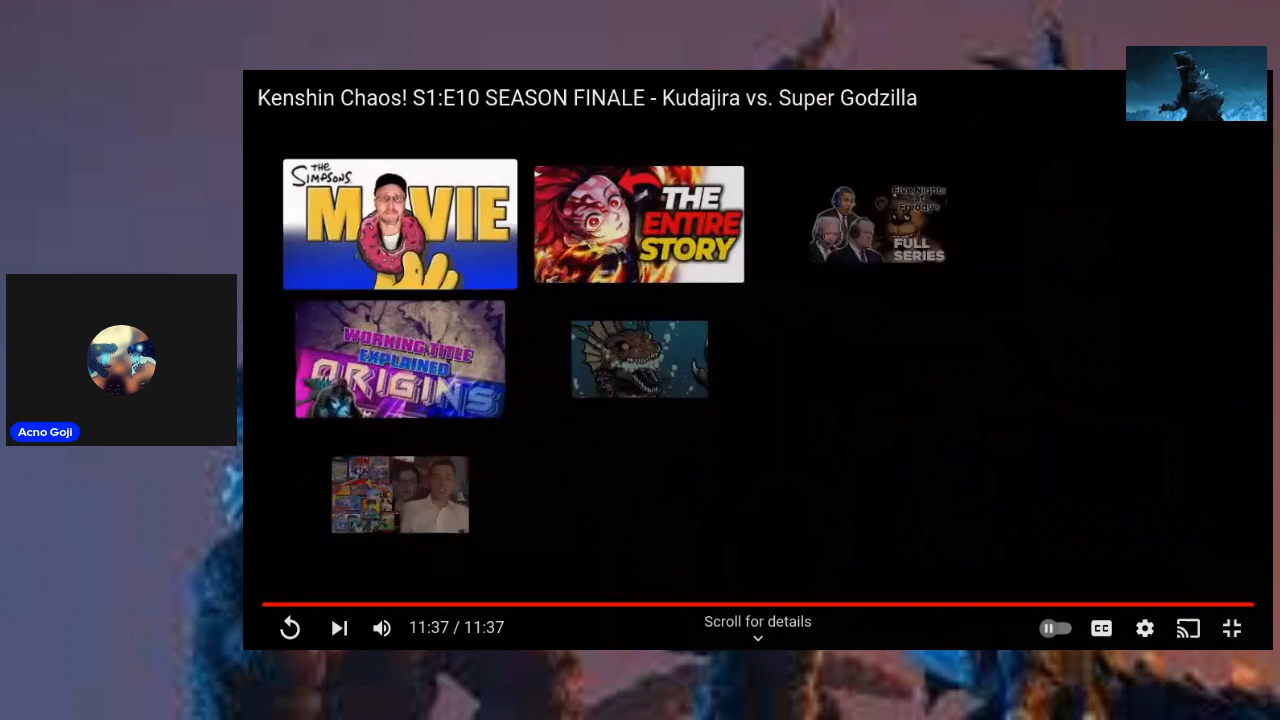 Kenshin Chaos! S1:E10 SEASON FINALE - Kudajira vs. Super Godzilla
THE
SIMPSONS
MOVIE
THE
ENTIRE
STORY
Five Nights
at
Freddy's
FULL
SERIES
WORKING TITLE
EXPLAINED
ORIGINS
Acno Goji
11:37 / 11:37
Scroll for details
CC